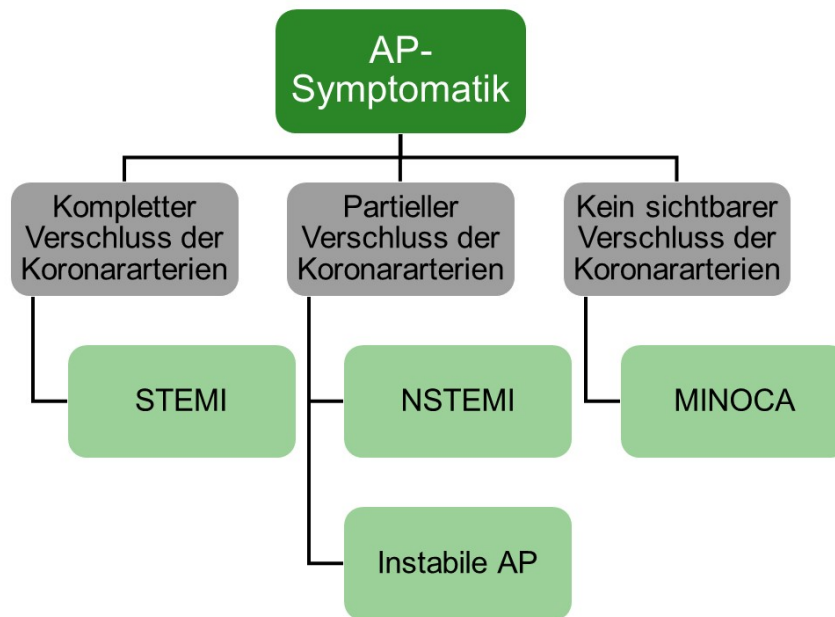 AP-
Symptomatik
Kompletter
Verschluss der
Koronararterien
Partieller
Verschluss der
Koronararterien
Kein sichtbarer
Verschluss der
Koronararterien
STEMI
NSTEMI
MINOCA
Instabile AP